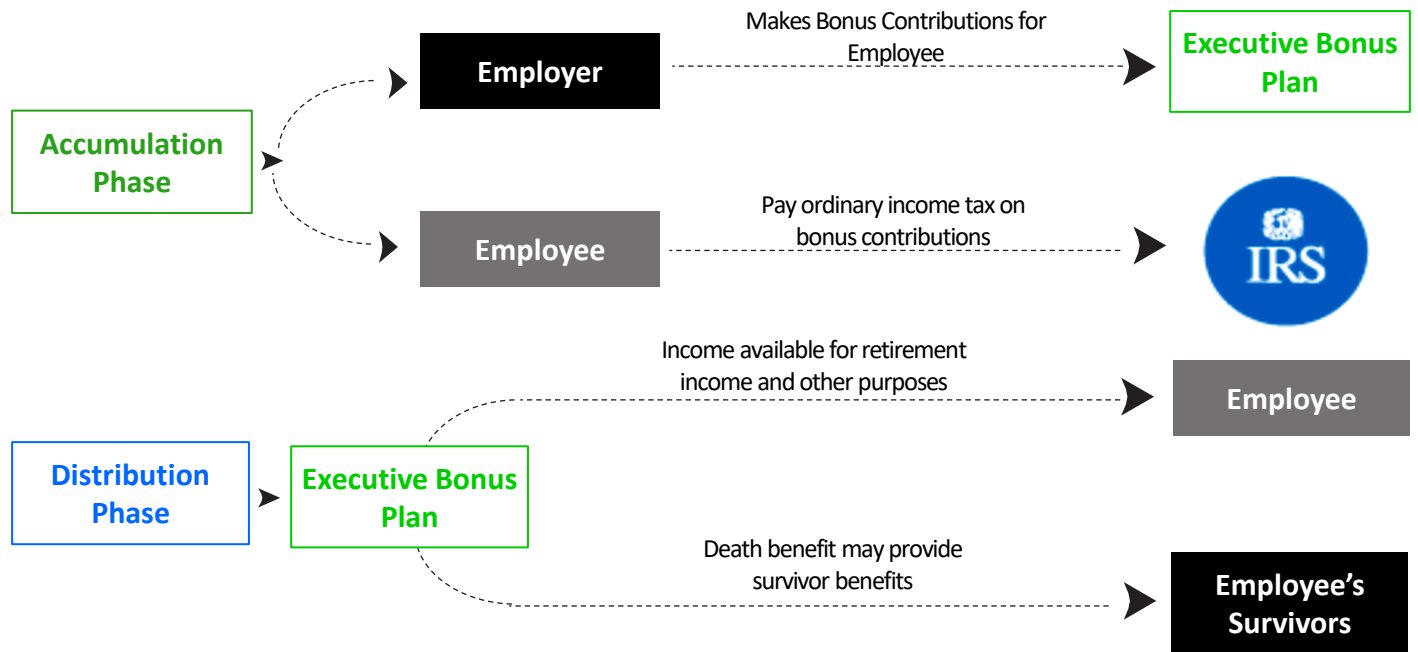 Makes Bonus Contributions for
Employee
Employer
Executive Bonus
Plan
Accumulation
Phase
Pay ordinary income tax on
bonus contributions
Employee
IRS
Income available for retirement
income and other purposes
Employee
Distribution
Phase
Executive Bonus
Plan
Death benefit may provide
survivor benefits
Employee’s
Survivors